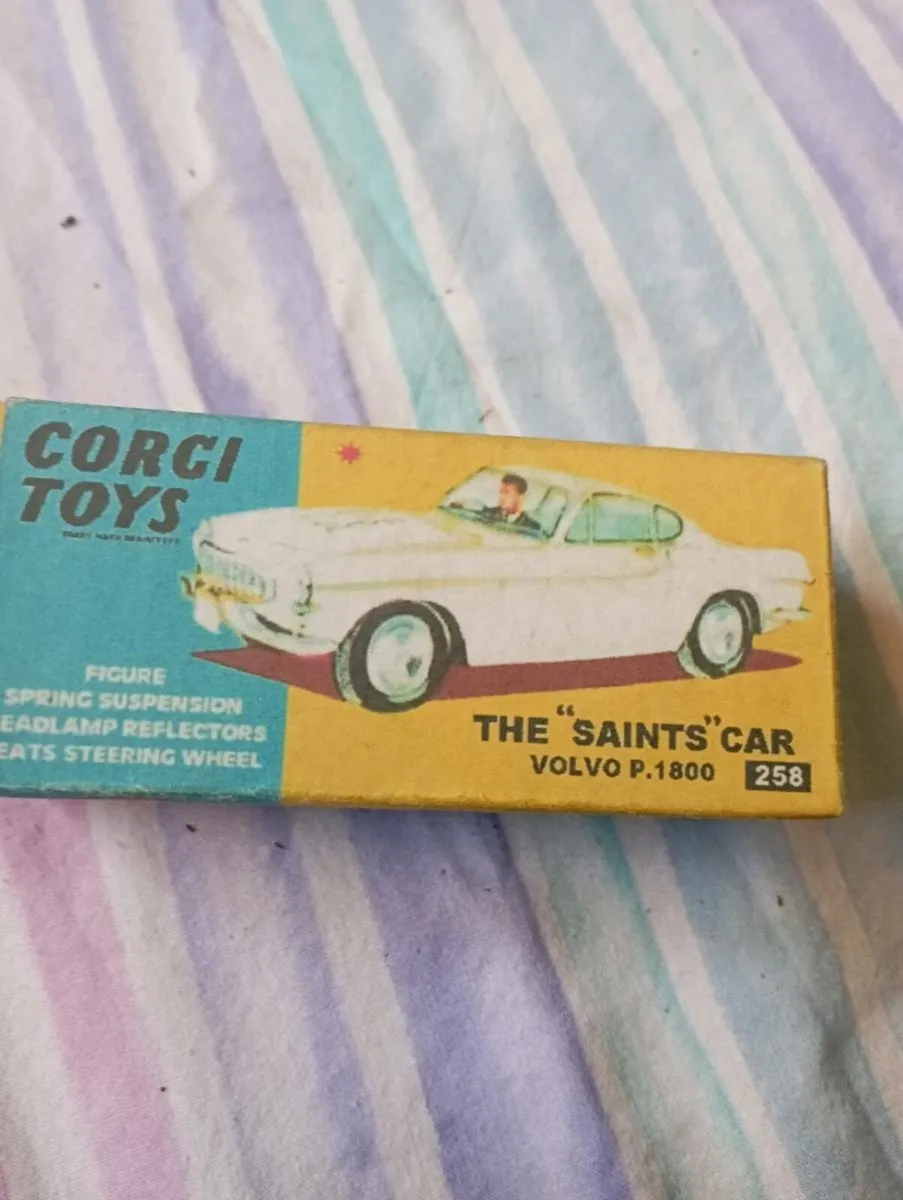 CORGI
TOYS
FIGURE
SPRING SUSPENSION
EADLAMP REFLECTORS
EATS STEERING WHEEL
THE "SAINTS" CAR
VOLVO P.1800
258